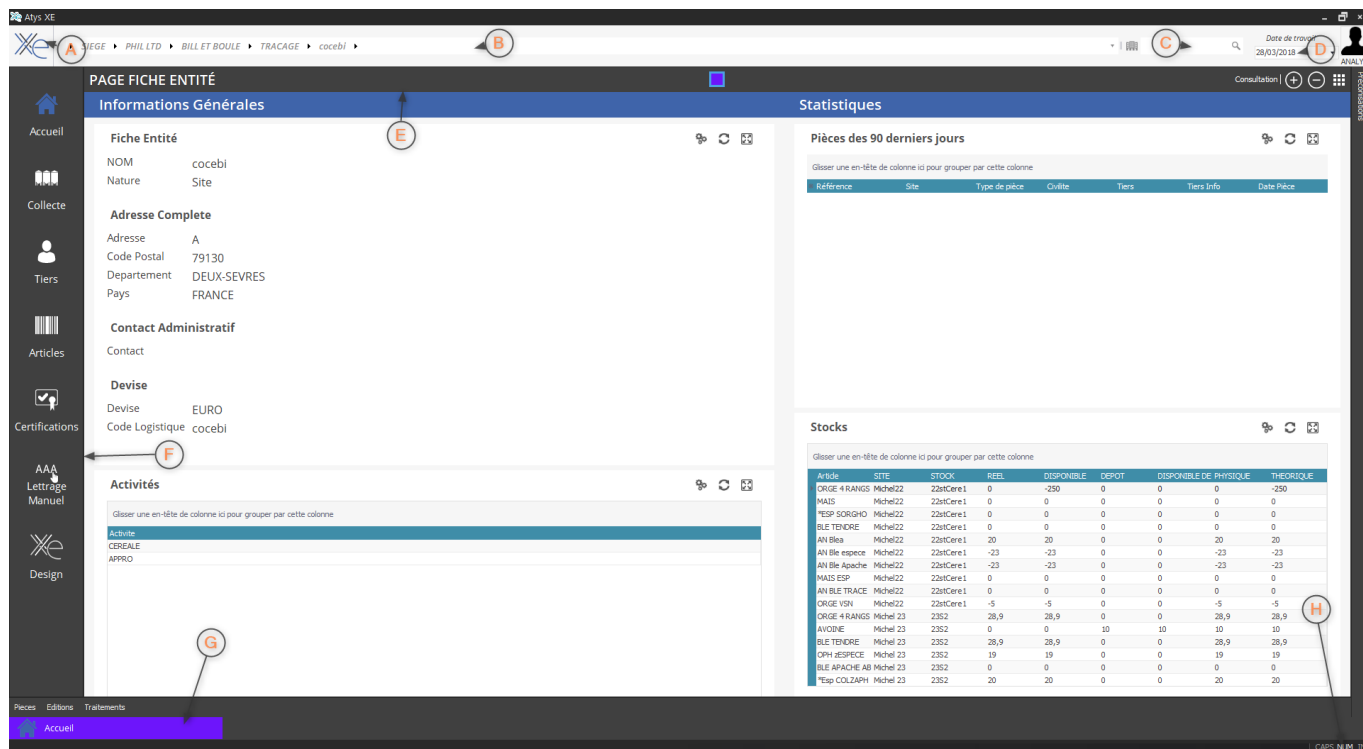 Atys XE
Xe A SIEGE PHIL LTD BILL ET BOULE TRACAGE cocebi B C Date de travail
28/03/2018 D
ANALY
PAGE FICHE ENTITÉ Consultation
Préconisations
Informations Générales Statistiques
Accueil
Collecte
Tiers
Articles
Certifications
AAA
Lettrage
Manuel
Xe
Design
E
F
Fiche Entité
NOM cocebi
Nature Site
Adresse Complete
Adresse A
Code Postal 79130
Departement DEUX-SEVRES
Pays FRANCE
Contact Administratif
Contact
Devise
Devise EURO
Code Logistique cocebi
Activités
Glisser une en-tête de colonne ici pour grouper par cette colonne
Activite
CEREALE
APPRO
G
Pièces des 90 derniers jours
Glisser une en-tête de colonne ici pour grouper par cette colonne
Référence Site Type de pièce Civilite Tiers Tiers Info Date Pièce
Stocks
Glisser une en-tête de colonne ici pour grouper par cette colonne
Article SITE STOCK REEL DISPONIBLE DEPOT DISPONIBLE DE PHYSIQUE THEORIQUE
ORGE 4 RANGS Michel22 22stCere1 0 -250 0 0 0 -250
MAIS Michel22 22stCere1 0 0 0 0 0 0
*ESP SORGHO Michel22 22stCere1 0 0 0 0 0 0
BLE TENDRE Michel22 22stCere1 0 0 0 0 0 0
AN Blea Michel22 22stCere1 20 20 0 0 20 20
AN Ble espece Michel22 22stCere1 -23 -23 0 0 -23 -23
AN Ble Apache Michel22 22stCere1 -23 -23 0 0 -23 -23
MAIS ESP Michel22 22stCere1 0 0 0 0 0 0
AN BLE TRACE Michel22 22stCere1 0 0 0 0 0 0
ORGE VSN Michel22 22stCere1 -5 -5 0 0 -5 -5
H
ORGE 4 RANGS Michel 23 23S2 28,9 28,9 0 0 28,9 28,9
AVOINE Michel 23 23S2 0 0 10 10 10 10
BLE TENDRE Michel 23 23S2 28,9 28,9 0 0 28,9 28,9
OPH zESPECE Michel 23 23S2 19 19 0 0 19 19
BLE APACHE AB Michel 23 23S2 0 0 0 0 0 0
*Esp COLZAPH Michel 23 23S2 20 20 0 0 20 20
Pieces Editions Traitements
Accueil
CAPS NUM